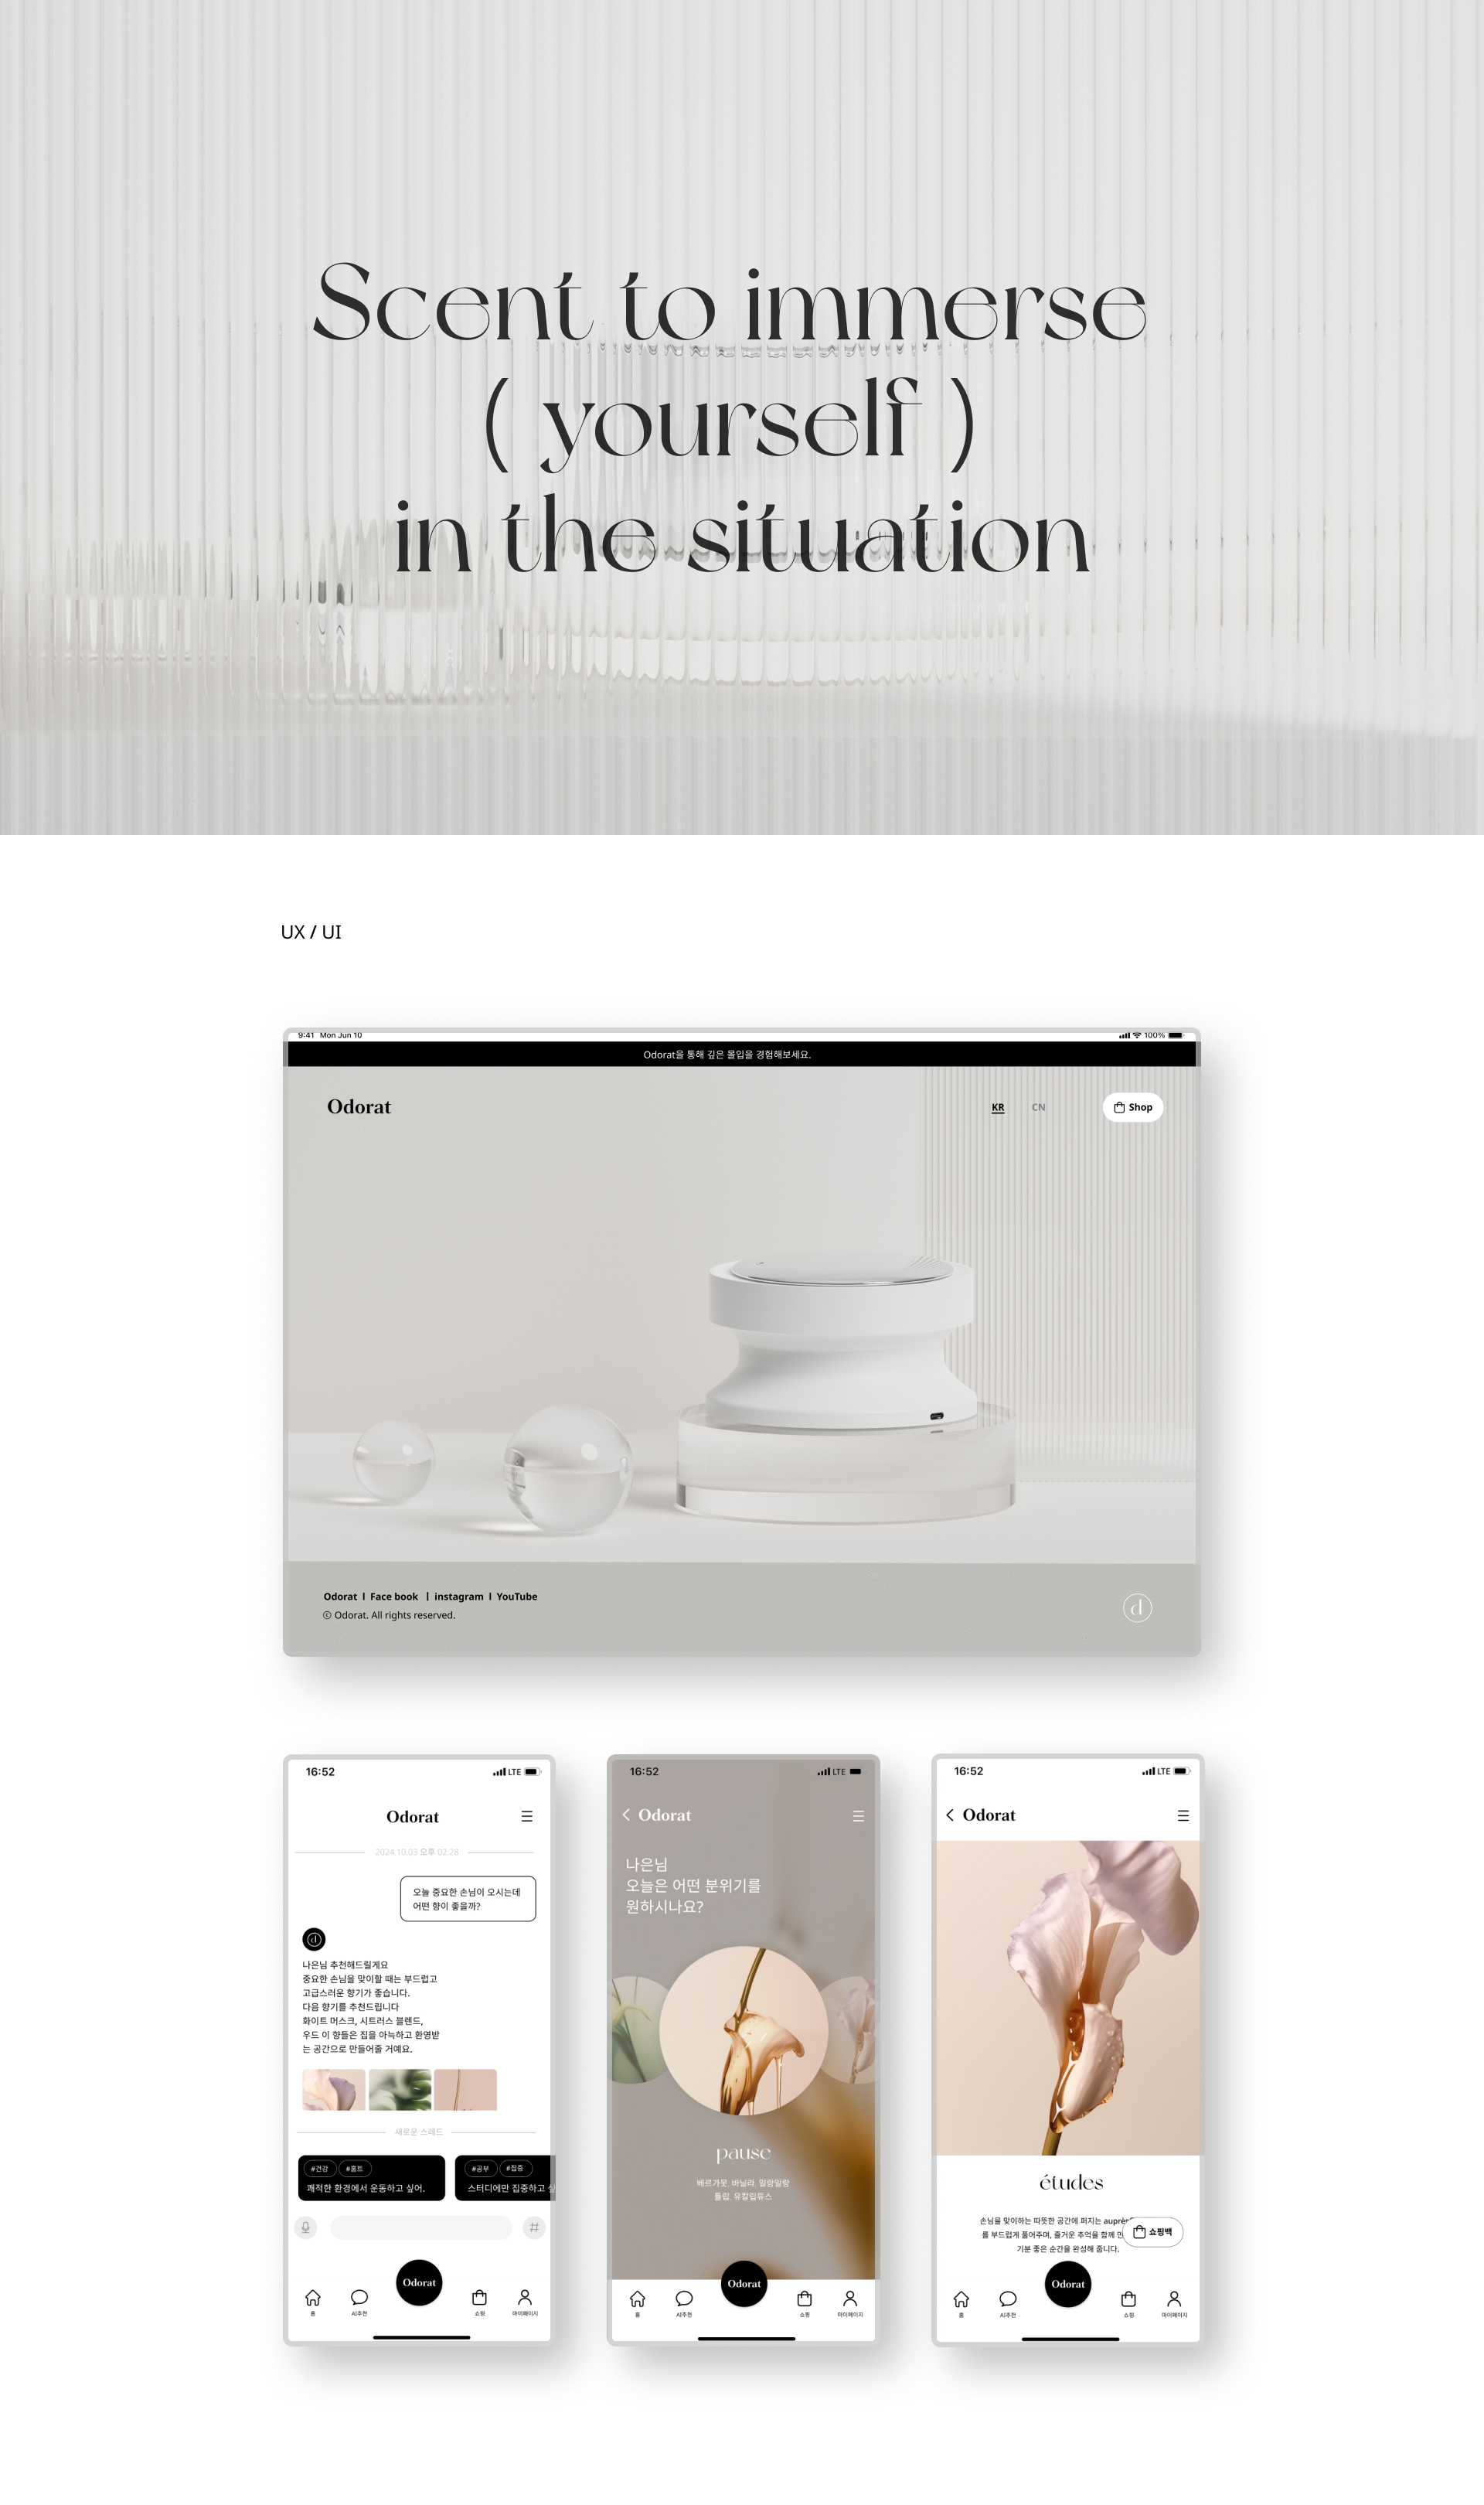 Scent to immerse
( yourself )
in the situation
UX / UI
9:41 Mon Jun 10 100%
Odorat을 통해 깊은 몰입을 경험해보세요.
Odorat KR CN Shop
Odorat | Face book | instagram | YouTube
© Odorat. All rights reserved.
d
16:52 LTE
Odorat
2024.10.03 오후 02:28
오늘 중요한 손님이 오시는데
어떤 향이 좋을까?
d
나은님 추천해드릴게요
중요한 손님을 맞이할 때는 부드럽고
고급스러운 향기가 좋습니다.
다음 향기를 추천드립니다
화이트 머스크, 시트러스 블렌드,
우드 이 향들은 집을 아늑하고 환영받
는 공간으로 만들어줄 거예요.
새로운 스레드
#건강 #홈트
쾌적한 환경에서 운동하고 싶어.
#공부 #집중
스터디에만 집중하고
#
Odorat
홈 AI추천 쇼핑 마이페이지
16:52 LTE
Odorat
나은님
오늘은 어떤 분위기를
원하시나요?
pause
베르가못, 바닐라, 일랑일랑
튤립, 유칼립튜스
Odorat
홈 AI추천 쇼핑 마이페이지
16:52 LTE
Odorat
études
손님을 맞이하는 따뜻한 공간에 퍼지는
를 부드럽게 풀어주며, 즐거운 추억을 함께
기분 좋은 순간을 완성해 줍니다.
쇼핑백
Odorat
홈 AI추천 쇼핑 마이페이지